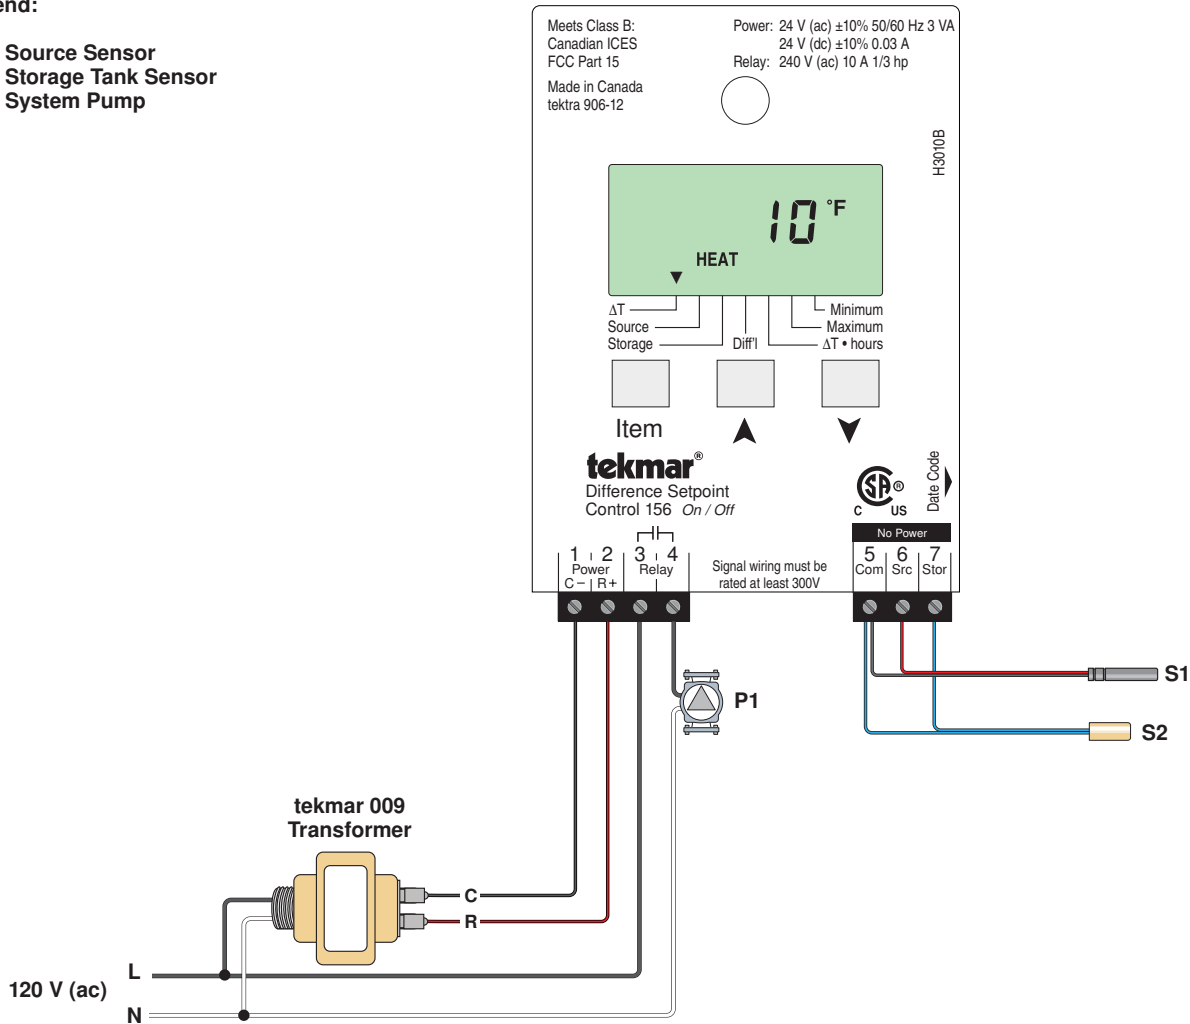 end:
Source Sensor
Storage Tank Sensor
System Pump
Meets Class B:
Canadian ICES
FCC Part 15
Made in Canada
tektra 906-12
Power: 24 V (ac) ±10% 50/60 Hz 3 VA
24 V (dc) ±10% 0.03 A
Relay: 240 V (ac) 10 A 1/3 hp
H3010B
10 °F
HEAT
ΔT
Source
Storage
Diff'l
Minimum
Maximum
ΔT • hours
Item
tekmar®
Difference Setpoint
Control 156 On / Off
Date Code
SA ®
C US
No Power
1 2 3 4
Power Relay
C – R +
Signal wiring must be
rated at least 300V
5 6 7
Com Src Stor
S1
P1
S2
tekmar 009
Transformer
C
R
L
120 V (ac)
N